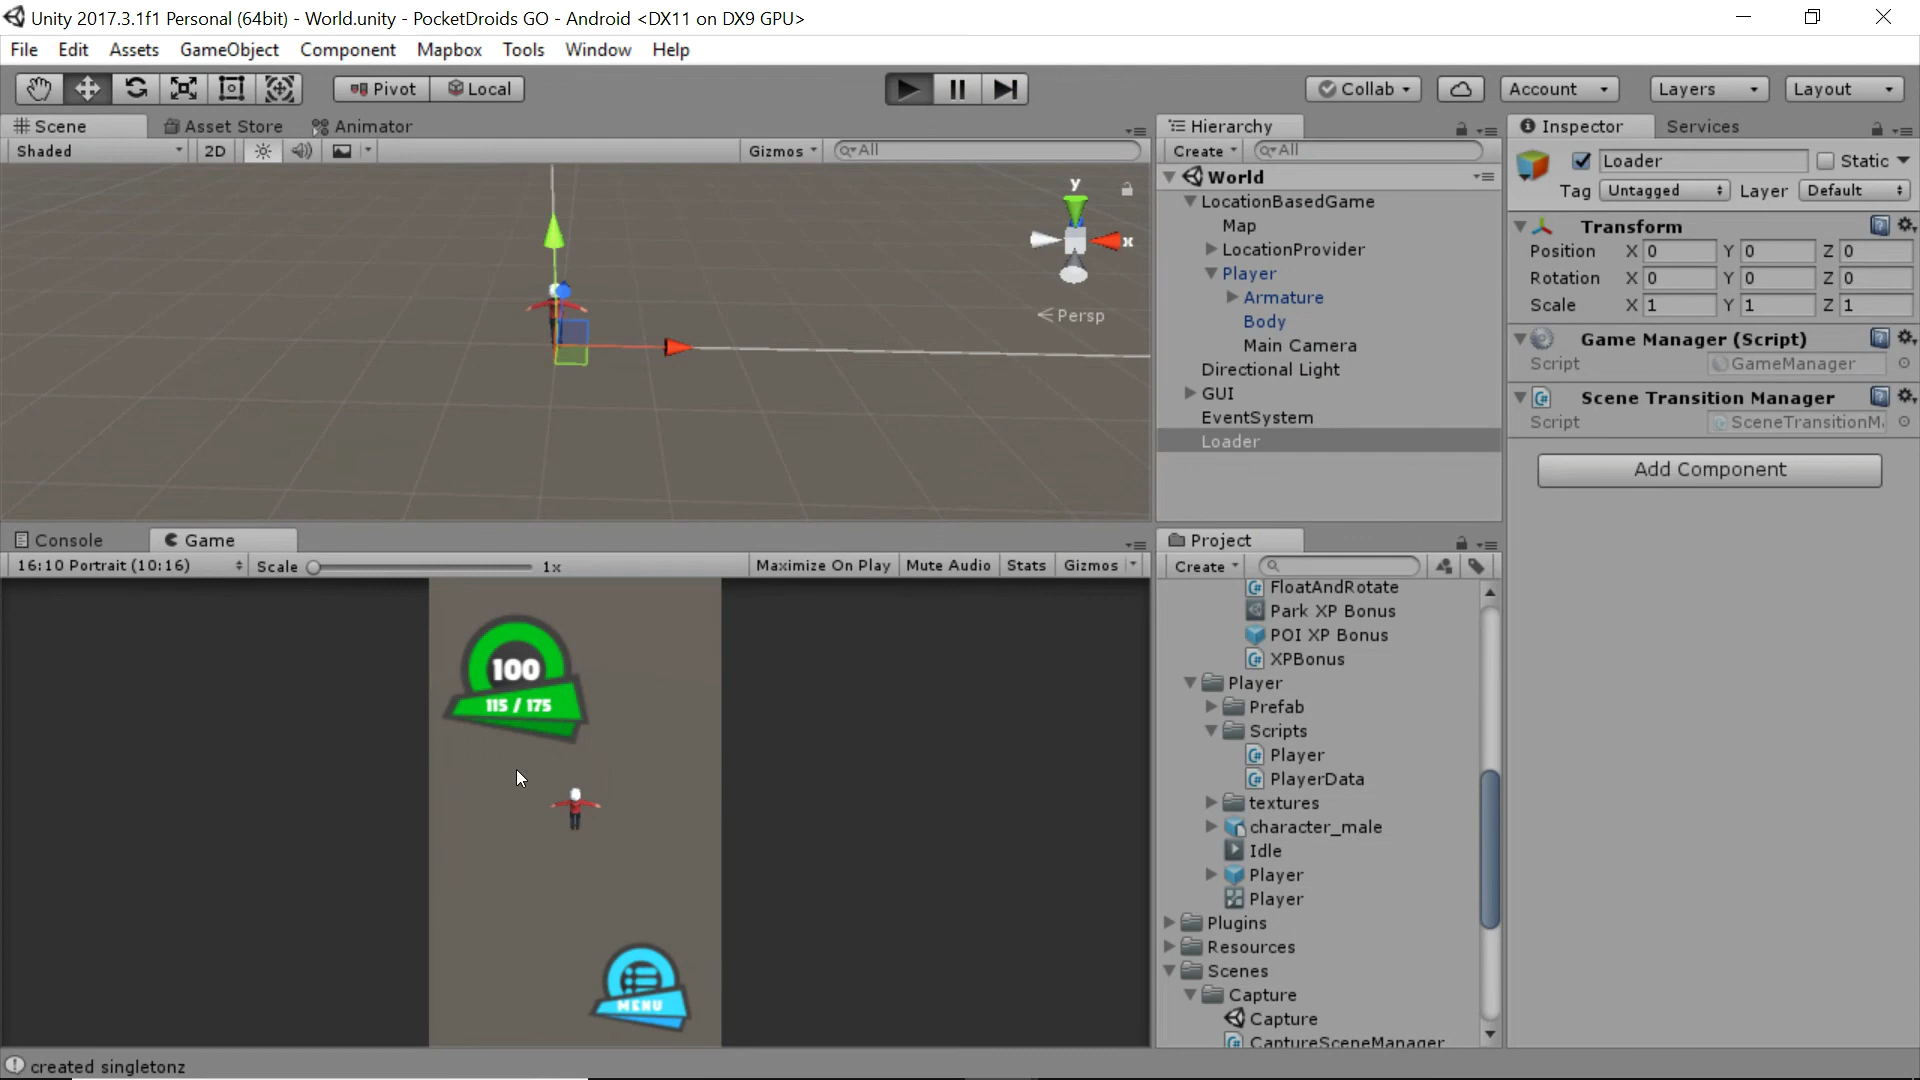 Unity 2017.3.1f1 Personal (64bit) - World.unity - PocketDroids GO - Android <DX11 on DX9 GPU>
File Edit Assets GameObject Component Mapbox Tools Window Help
Pivot Local Collab Account Layers Layout
Scene Asset Store Animator
Shaded 2D Gizmos All
y
x
Persp
Hierarchy
Create All
World
LocationBasedGame
Map
LocationProvider
Player
Armature
Body
Main Camera
Directional Light
GUI
EventSystem
Loader
Inspector Services
Loader Static
Tag Untagged Layer Default
Transform
Position X 0 Y 0 Z 0
Rotation X 0 Y 0 Z 0
Scale X 1 Y 1 Z 1
Game Manager (Script)
Script GameManager
Scene Transition Manager
Script SceneTransitionM
Add Component
Console Game
16:10 Portrait (10:16) Scale 1x Maximize On Play Mute Audio Stats Gizmos
100
115 / 175
MENU
Project
Create
FloatAndRotate
Park XP Bonus
POI XP Bonus
XPBonus
Player
Prefab
Scripts
Player
PlayerData
textures
character_male
Idle
Player
Player
Plugins
Resources
Scenes
Capture
Capture
CaptureSceneManager
created singletonz